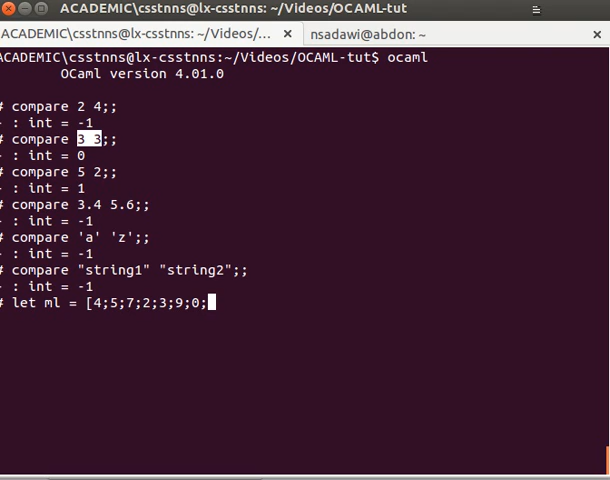 ACADEMIC\csstnns@lx-csstnns: ~/Videos/OCAML-tut
ACADEMIC\csstnns@lx-csstnns:~/Videos/... ×
nsadawi@abdon: ~ ×
ACADEMIC\csstnns@lx-csstnns:~/Videos/OCAML-tut$ ocaml
OCaml version 4.01.0
# compare 2 4;;
- : int = -1
# compare 3 3;;
- : int = 0
# compare 5 2;;
- : int = 1
# compare 3.4 5.6;;
- : int = -1
# compare 'a' 'z';;
- : int = -1
# compare "string1" "string2";;
- : int = -1
# let ml = [4;5;7;2;3;9;0;